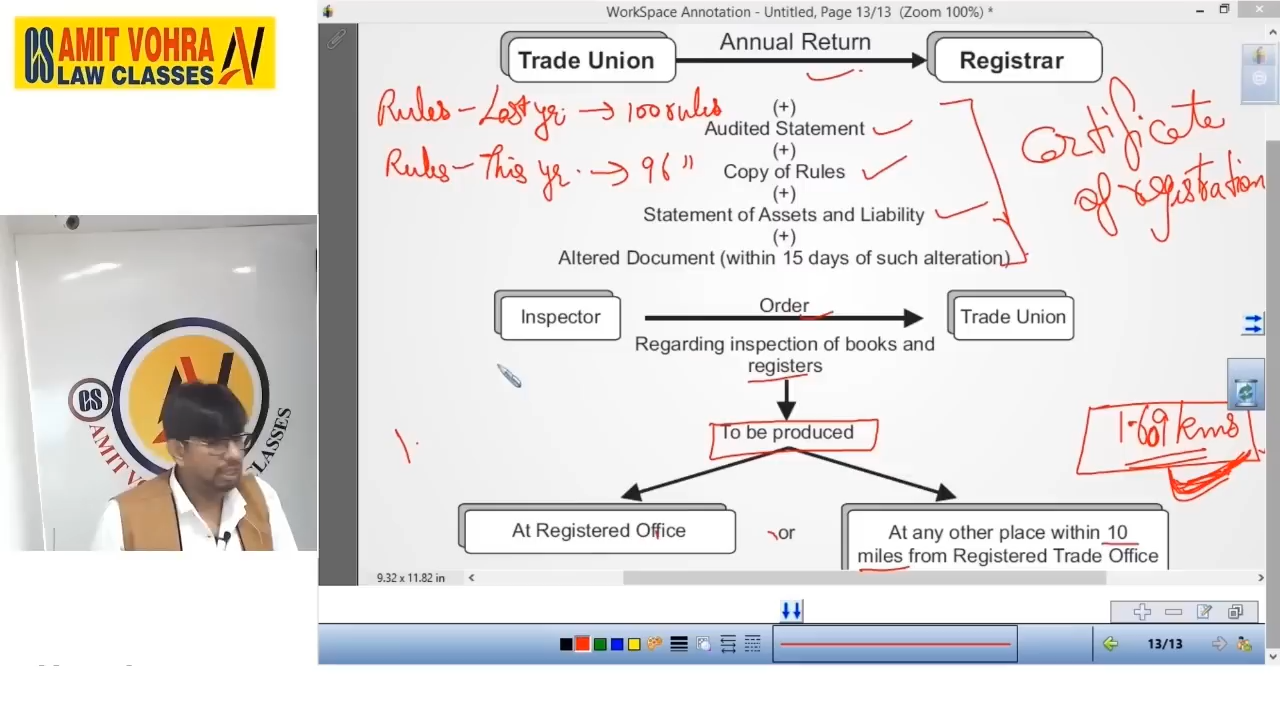 WorkSpace Annotation - Untitled, Page 13/13 (Zoom 100%) *
CS AMIT VOHRA
LAW CLASSES
Trade Union
Annual Return
Registrar
Rules - Last yr. → 100 rules
Rules - This yr. → 96 "
(+)
Audited Statement
(+)
Copy of Rules
(+)
Statement of Assets and Liability
(+)
Altered Document (within 15 days of such alteration)
Certificate
of registration
Inspector
Order
Trade Union
Regarding inspection of books and
registers
To be produced
1.609 kms
At Registered Office
or
At any other place within 10
miles from Registered Trade Office
CS
AMIT
CLASSES
9.32 x 11.82 in
13/13